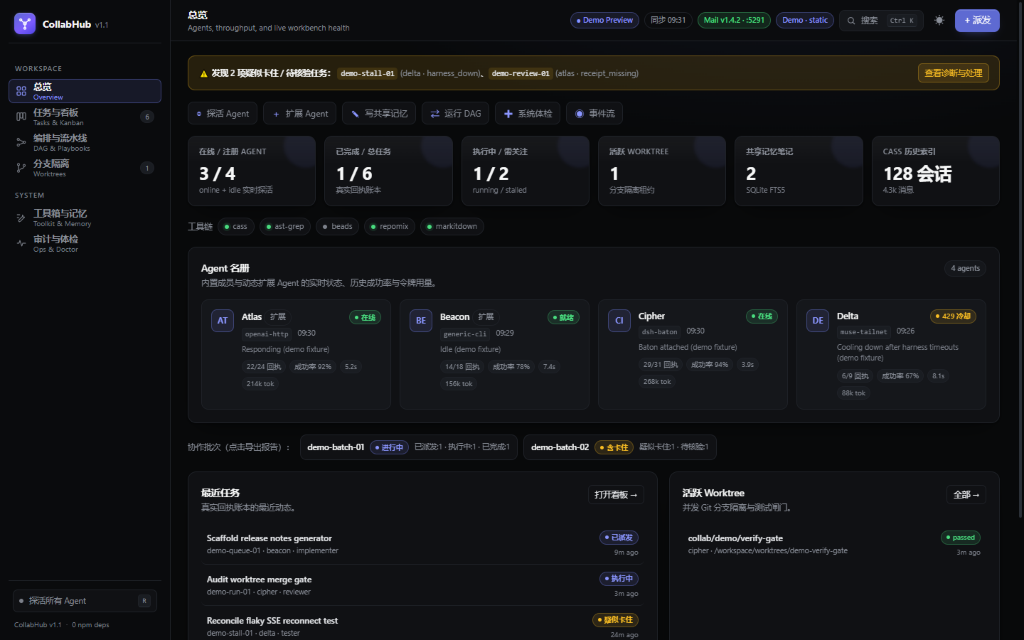 CollabHub v1.1
WORKSPACE
总览
Overview
任务与看板
Tasks & Kanban
6
编排与流水线
DAG & Playbooks
分支隔离
Worktrees
1
SYSTEM
工具箱与记忆
Toolkit & Memory
审计与体检
Ops & Doctor
探活所有 Agent
K
CollabHub v1.1 · 0 npm deps
总览
Agents, throughput, and live workbench health
Demo Preview
同步 09:31
Mail v1.4.2 · :5291
Demo · static
搜索 Ctrl K
+ 派发
发现 2 项疑似卡住 / 待核验任务： demo-stall-01 (delta · harness_down)、 demo-review-01 (atlas · receipt_missing)
查看诊断与处理
探活 Agent
+ 扩展 Agent
写共享记忆
运行 DAG
系统体检
事件流
在线 / 注册 AGENT
3 / 4
online + idle 实时探活
已完成 / 总任务
1 / 6
真实回执账本
执行中 / 需关注
1 / 2
running / stalled
活跃 WORKTREE
1
分支隔离租约
共享记忆笔记
2
SQLite FTS5
CASS 历史索引
128 会话
4.3k 消息
工具链 cass ast-grep beads repomix markitdown
Agent 名册
内置成员与动态扩展 Agent 的实时状态、历史成功率与令牌用量。
4 agents
AT
Atlas 扩展
在线
openai-http 09:30
Responding (demo fixture)
22/24 回执 成功率 92% 5.2s
214k tok
BE
Beacon 扩展
就绪
generic-cli 09:29
Idle (demo fixture)
14/18 回执 成功率 78% 7.4s
156k tok
CI
Cipher
在线
dsh-baton 09:30
Baton attached (demo fixture)
29/31 回执 成功率 94% 3.9s
268k tok
DE
Delta
429 冷却
muse-tailnet 09:26
Cooling down after harness timeouts
(demo fixture)
6/9 回执 成功率 67% 8.1s
88k tok
协作批次（点击导出报告）：
demo-batch-01 进行中 已派发:1 · 执行中:1 · 已完成:1
demo-batch-02 含卡住 疑似卡住:1 · 待核验:1
最近任务
真实回执账本的最近动态。
打开看板 →
Scaffold release notes generator
demo-queue-01 · beacon · implementer
已派发
9m ago
Audit worktree merge gate
demo-run-01 · cipher · reviewer
执行中
3m ago
Reconcile flaky SSE reconnect test
demo-stall-01 · delta · tester
疑似卡住
24m ago
活跃 Worktree
并发 Git 分支隔离与测试闸门。
全部 →
collab/demo/verify-gate
cipher · /workspace/worktrees/demo-verify-gate
passed
3m ago